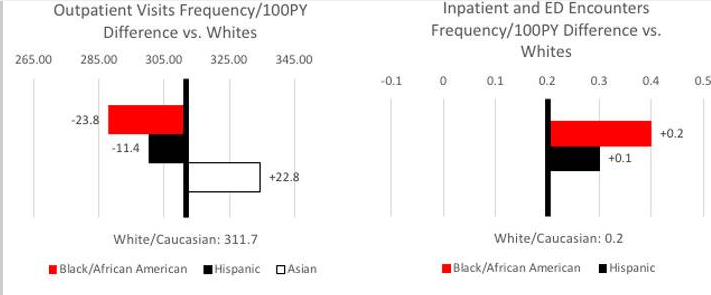 Outpatient Visits Frequency/100PY
Difference vs. Whites
265.00 285.00 305.00 325.00 345.00
-23.8
-11.4
+22.8
White/Caucasian: 311.7
Black/African American Hispanic Asian
Inpatient and ED Encounters
Frequency/100PY Difference vs.
Whites
-0.1 0 0.1 0.2 0.3 0.4 0.5
+0.2
+0.1
White/Caucasian: 0.2
Black/African American Hispanic